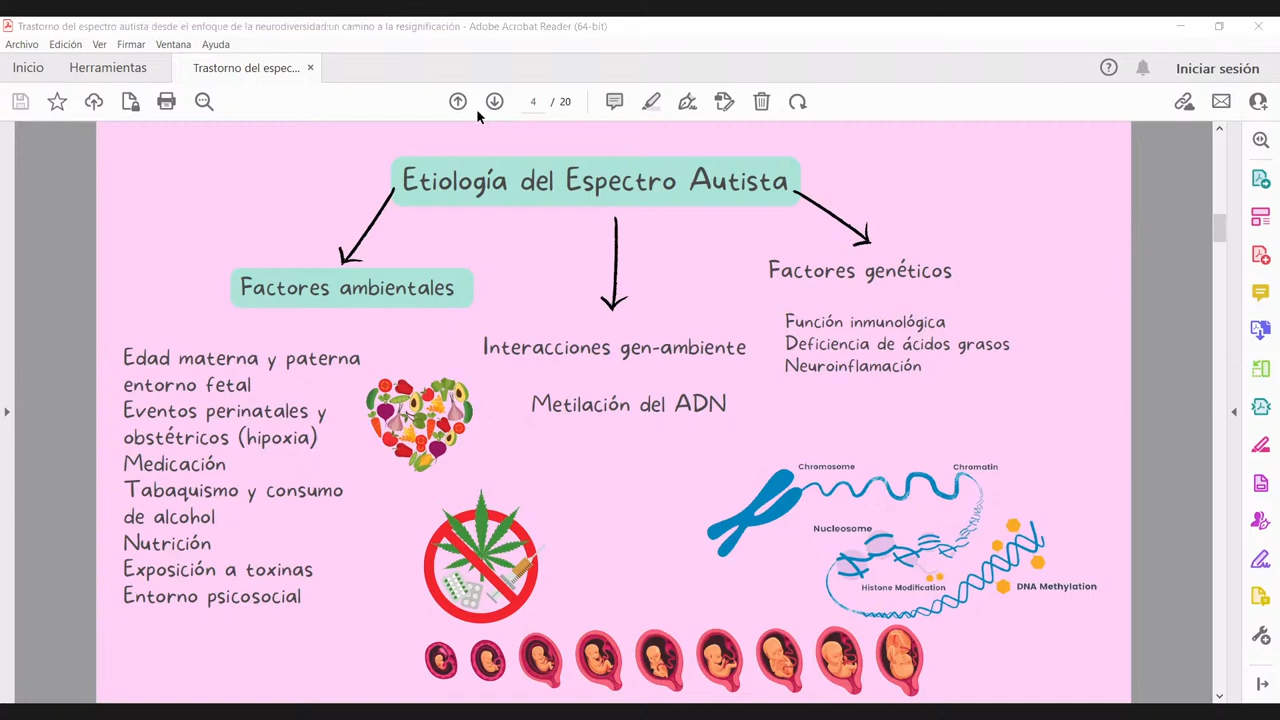 Trastorno del espectro autista desde el enfoque de la neurodiversidad:un camino a la resignificación - Adobe Acrobat Reader (64-bit)
Archivo Edición Ver Firmar Ventana Ayuda
Inicio Herramientas Trastorno del espec... × Iniciar sesión
4 / 20
Etiología del Espectro Autista
Factores ambientales
Edad materna y paterna
entorno fetal
Eventos perinatales y
obstétricos (hipoxia)
Medicación
Tabaquismo y consumo
de alcohol
Nutrición
Exposición a toxinas
Entorno psicosocial
Interacciones gen-ambiente
Metilación del ADN
Factores genéticos
Función inmunológica
Deficiencia de ácidos grasos
Neuroinflamación
Chromosome
Chromatin
Nucleosome
Histone Modification
DNA Methylation